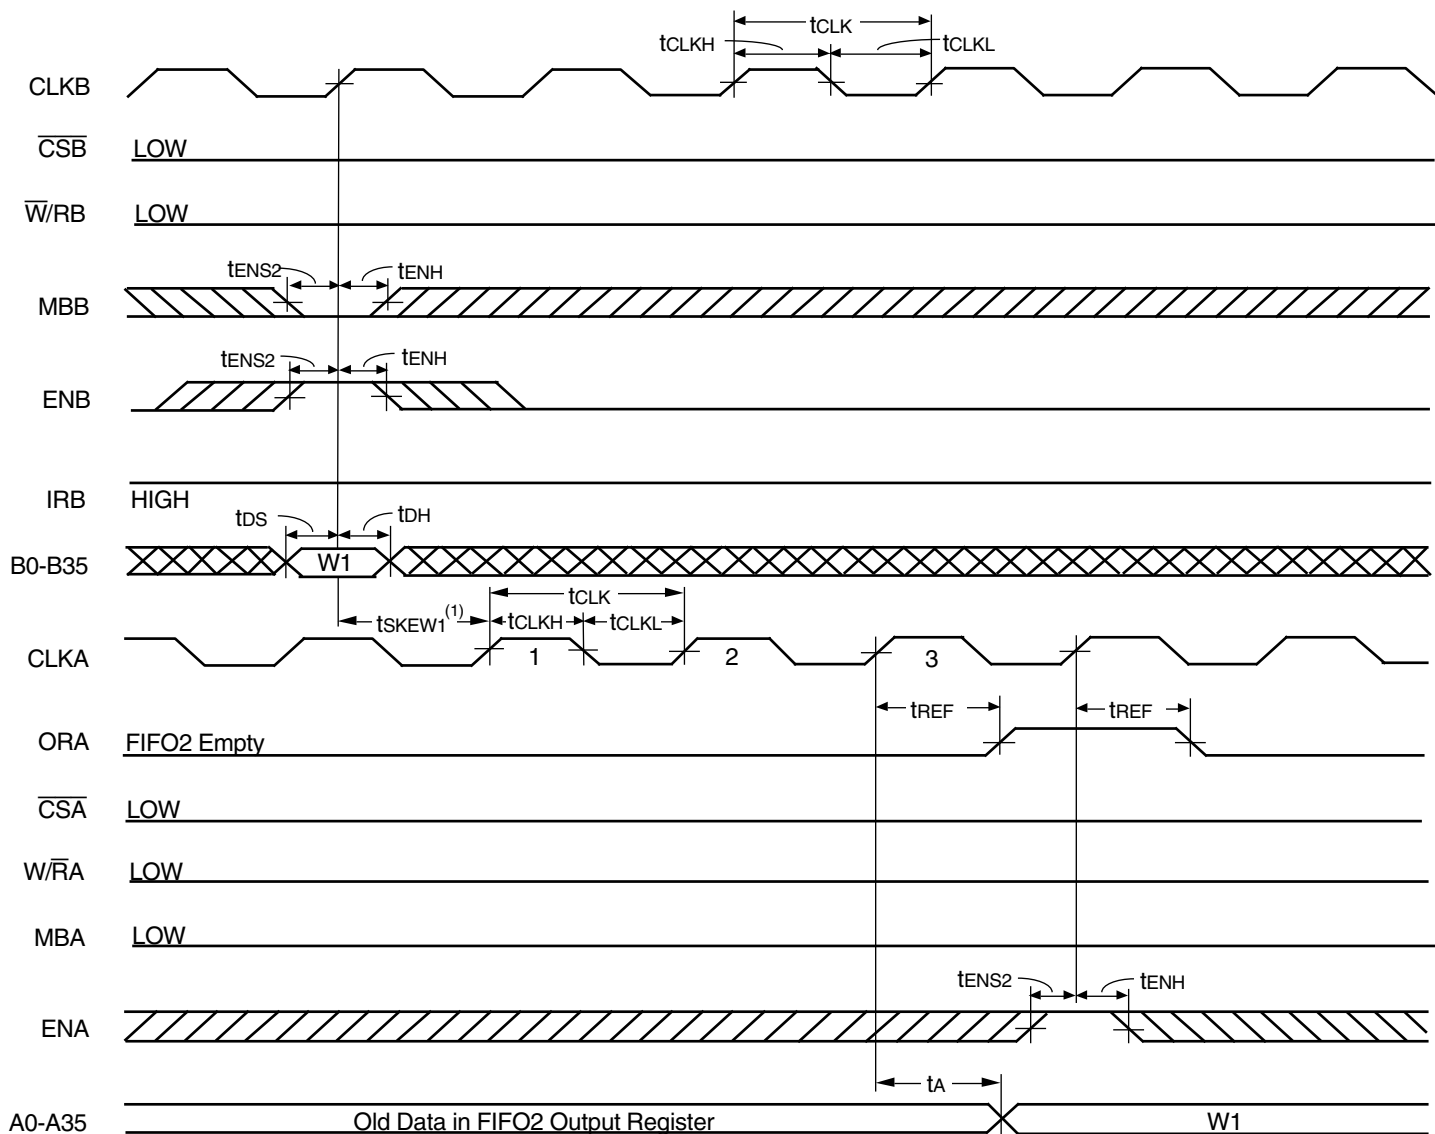 tCLK
tCLKH tCLKL
CLKB
CSB LOW
W/RB LOW
tENS2 tENH
MBB
tENS2 tENH
ENB
IRB HIGH
tDS tDH
B0-B35 W1
tCLK
tSKEW1(1) tCLKH tCLKL
CLKA 1 2 3
tREF tREF
ORA FIFO2 Empty
CSA LOW
W/RA LOW
MBA LOW
tENS2 tENH
ENA
tA
A0-A35 Old Data in FIFO2 Output Register W1